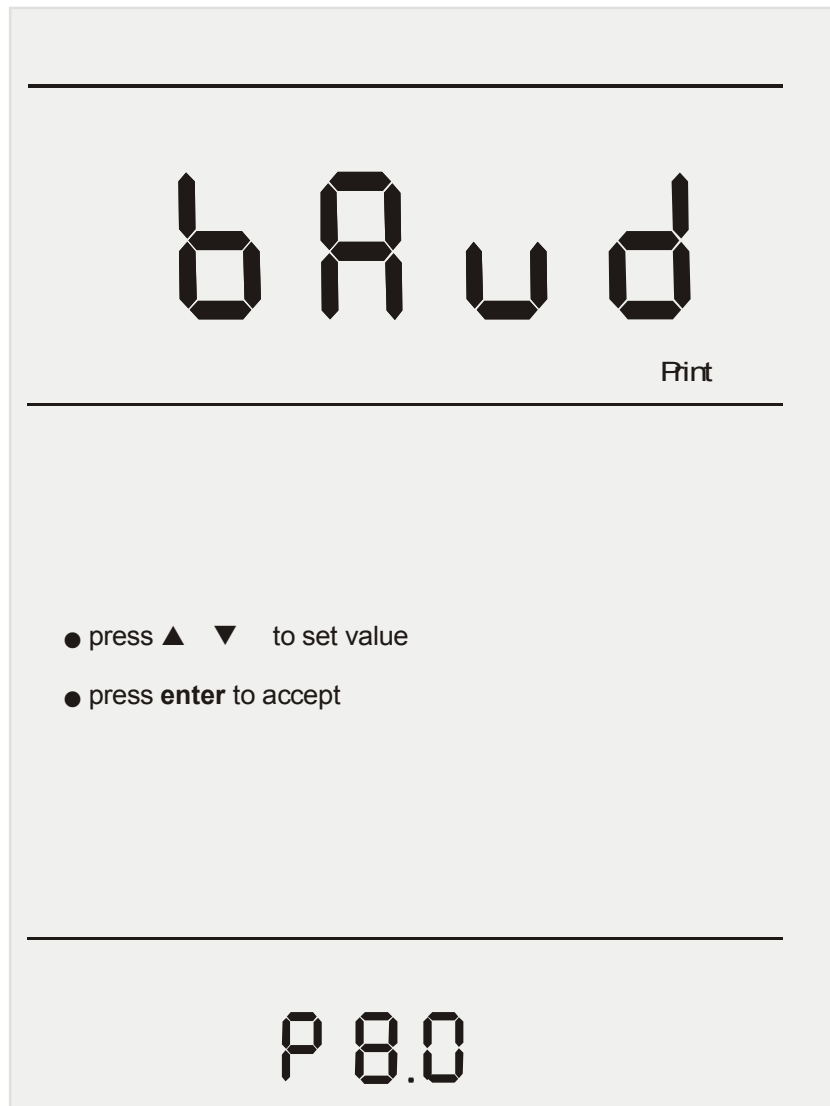 bAud
Print
● press ▲ ▼ to set value
● press enter to accept
P 8.0